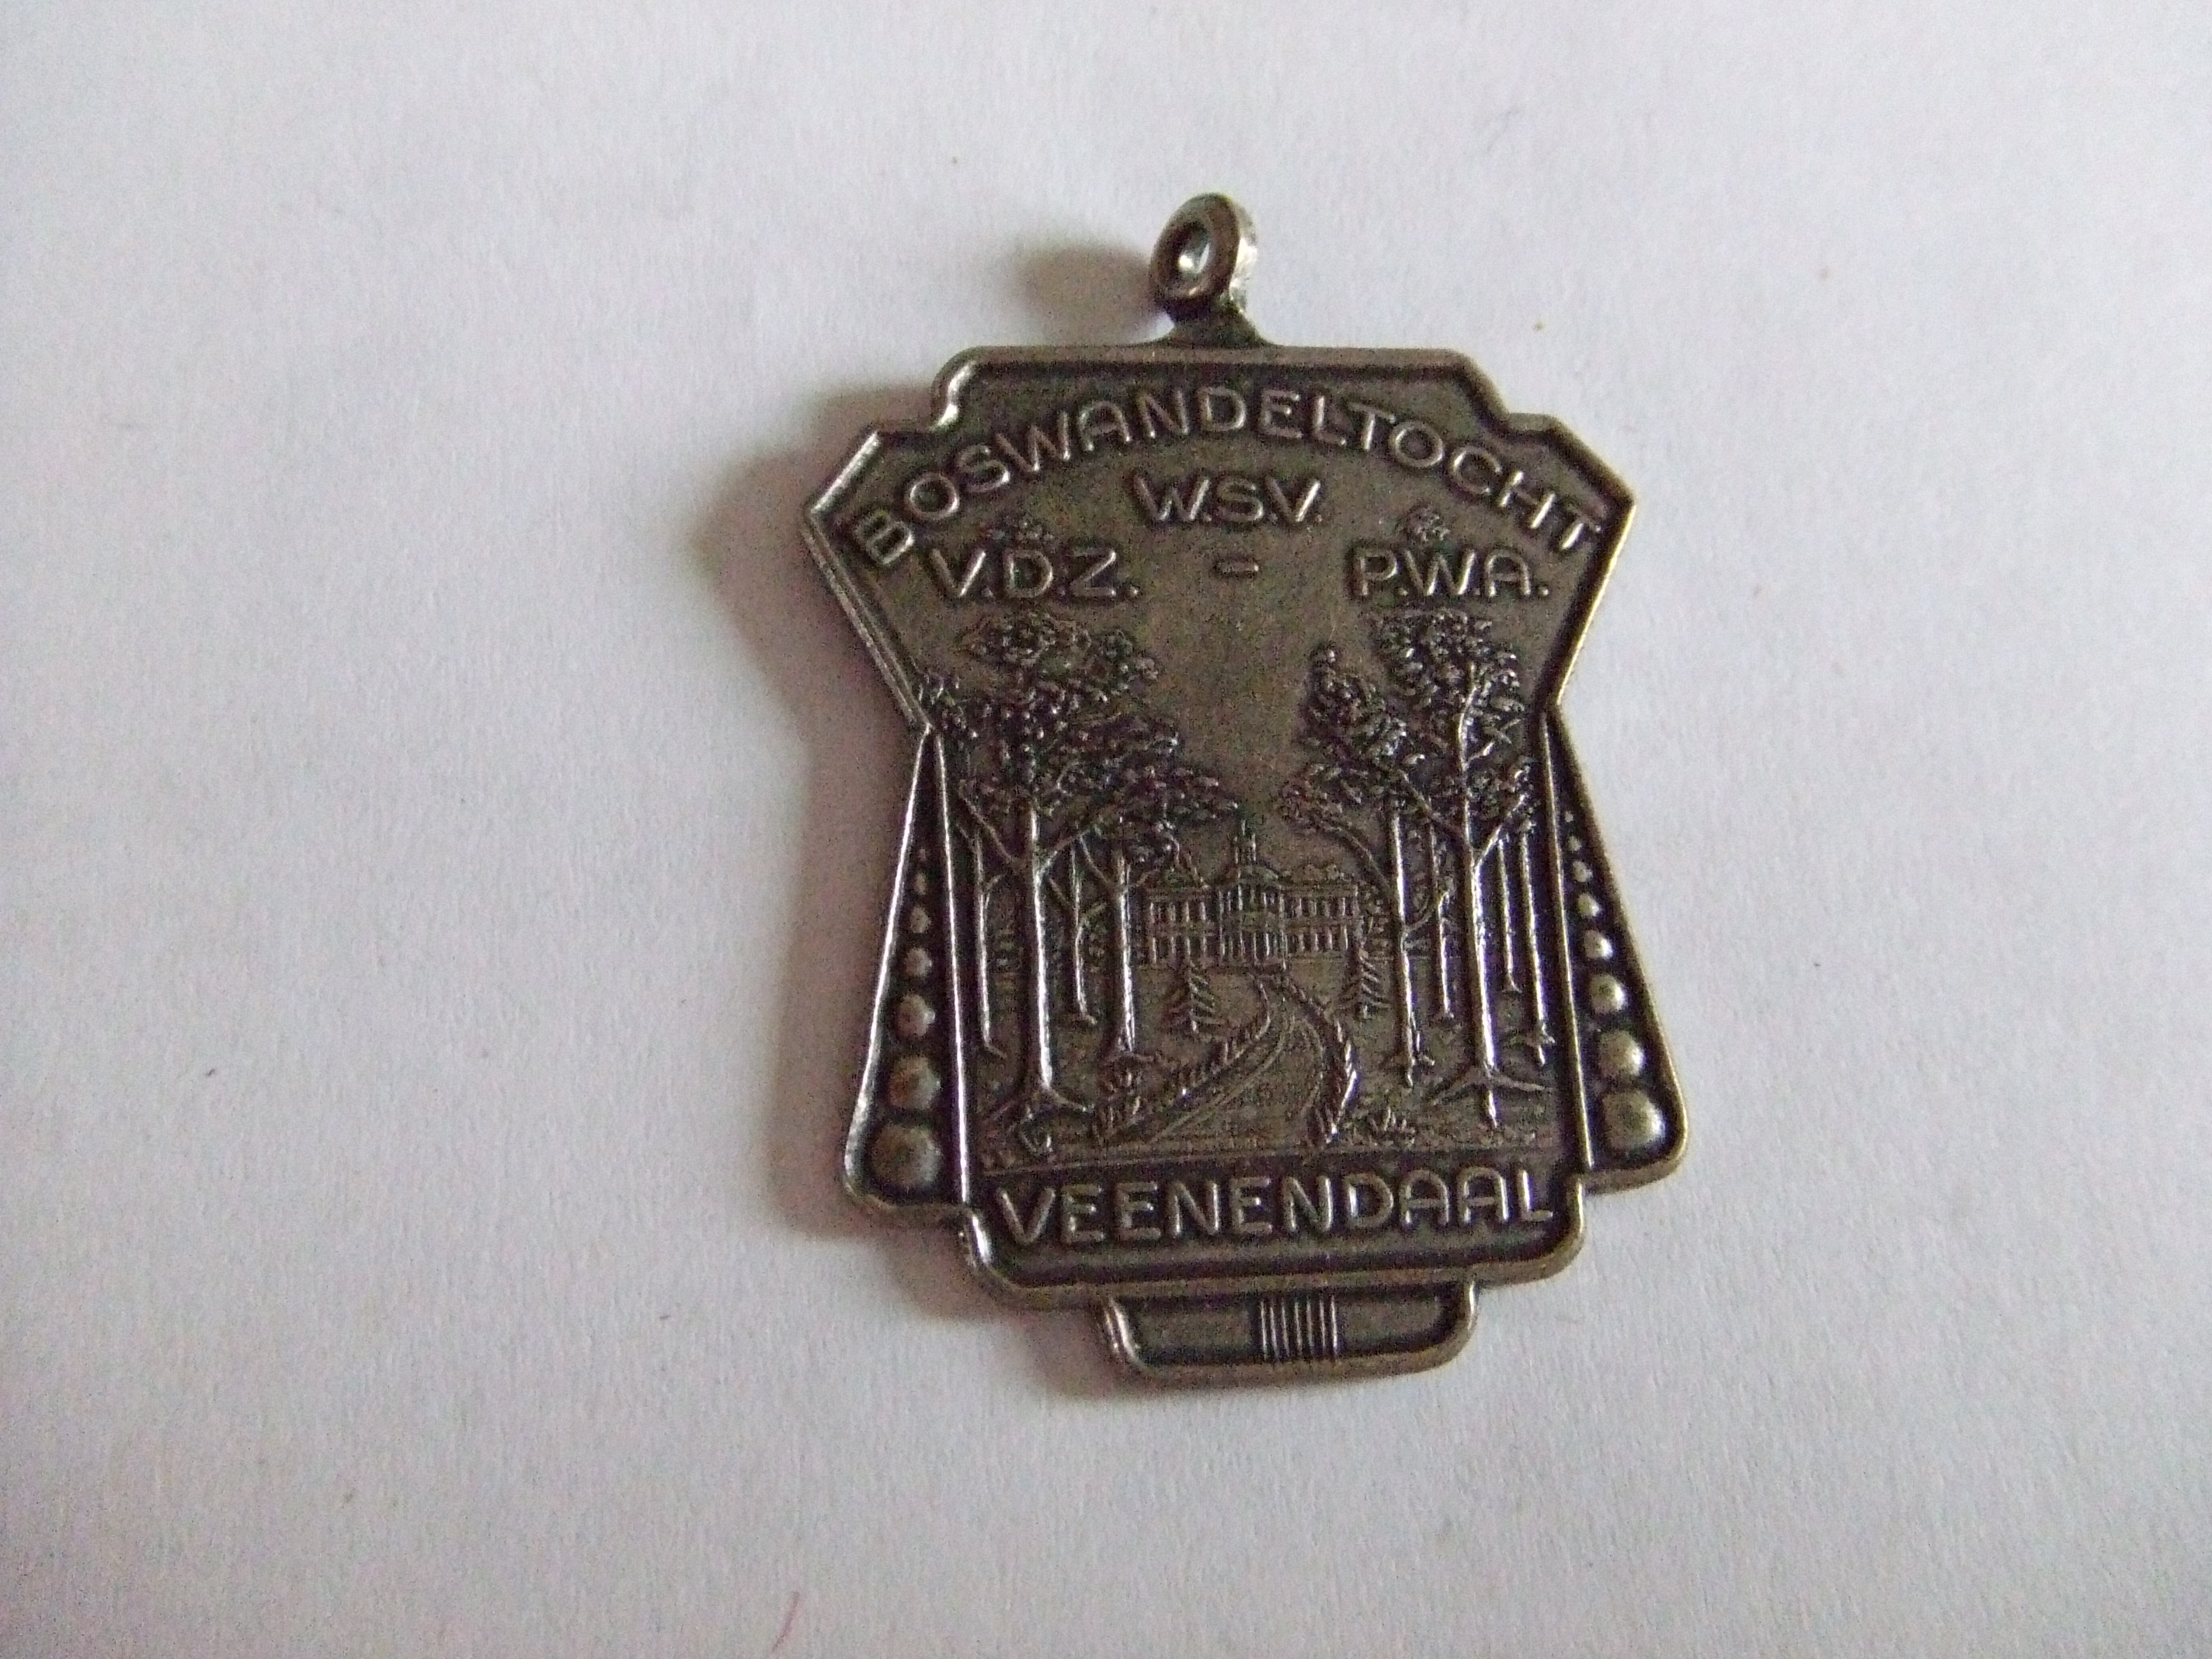 BOSWANDELTOCHT
W.S.V.
V.D.Z. - P.W.A.
VEENENDAAL